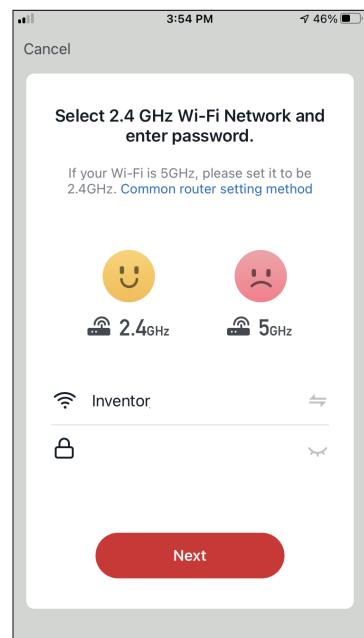 3:54 PM
46%
Cancel
Select 2.4 GHz Wi-Fi Network and
enter password.
If your Wi-Fi is 5GHz, please set it to be
2.4GHz. Common router setting method
2.4GHz
5GHz
Inventor
Next